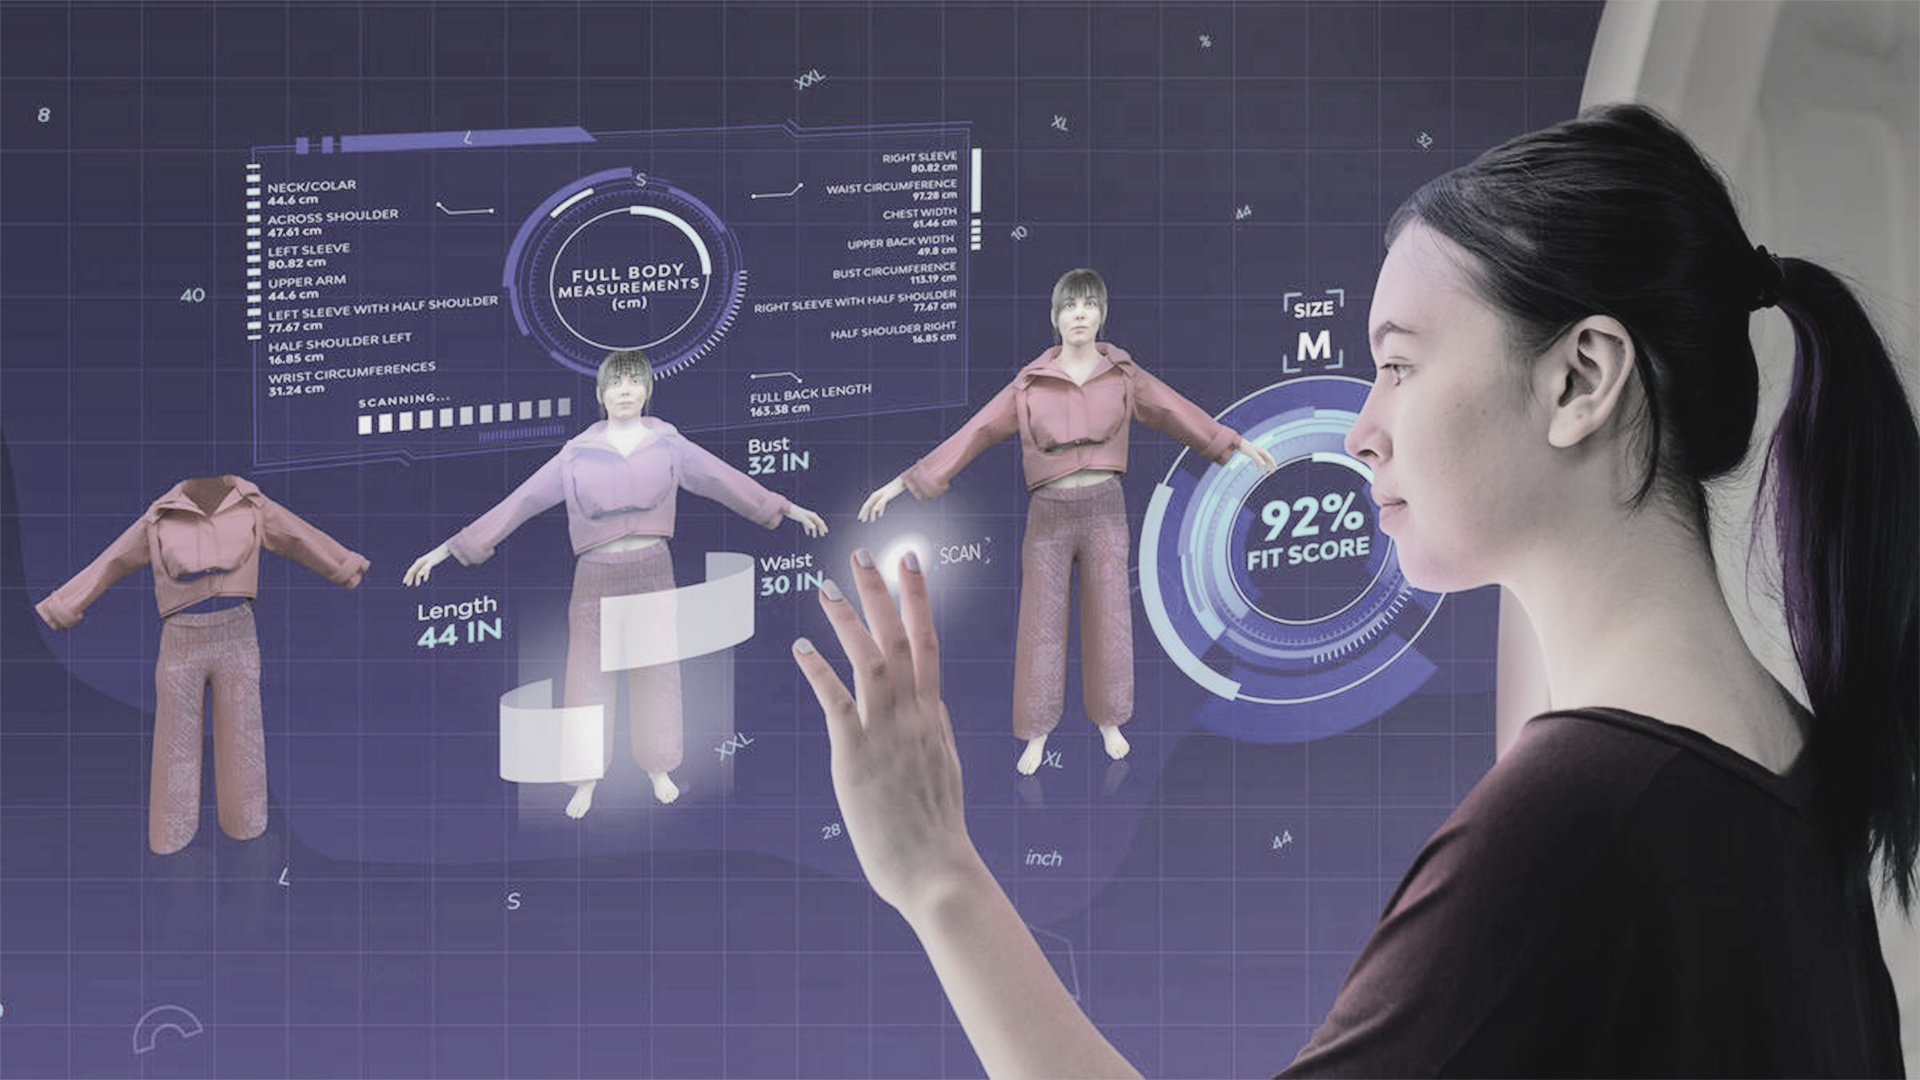 8
XXL
%
XL
32
44
10
40
L
S
NECK/COLAR
44.6 cm
ACROSS SHOULDER
47.61 cm
LEFT SLEEVE
80.82 cm
UPPER ARM
44.6 cm
LEFT SLEEVE WITH HALF SHOULDER
77.67 cm
HALF SHOULDER LEFT
16.85 cm
WRIST CIRCUMFERENCES
31.24 cm
SCANNING...
FULL BODY
MEASUREMENTS
(cm)
RIGHT SLEEVE
80.82 cm
WAIST CIRCUMFERENCE
97.28 cm
CHEST WIDTH
61.46 cm
UPPER BACK WIDTH
49.8 cm
BUST CIRCUMFERENCE
113.19 cm
RIGHT SLEEVE WITH HALF SHOULDER
77.67 cm
HALF SHOULDER RIGHT
16.85 cm
FULL BACK LENGTH
163.38 cm
Bust
32 IN
Waist
30 IN
Length
44 IN
SCAN
SIZE
M
92%
FIT SCORE
XXL
XL
28
inch
44
L
S